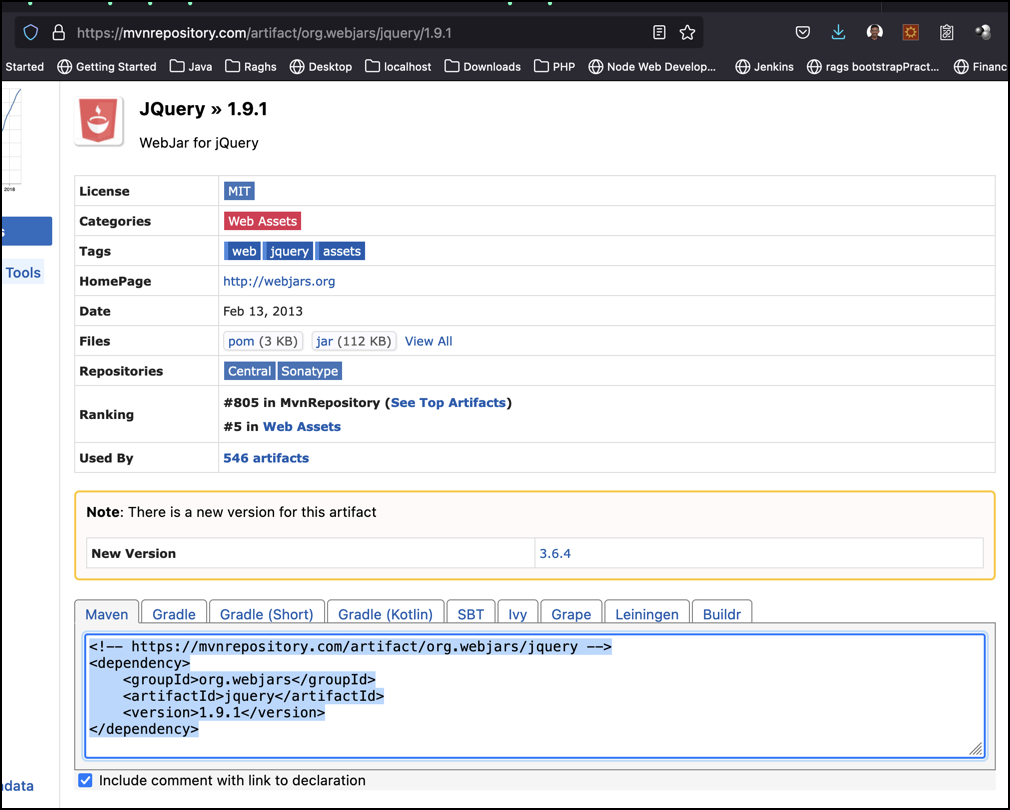 https://mvnrepository.com/artifact/org.webjars/jquery/1.9.1
Started Getting Started Java Raghs Desktop localhost Downloads PHP Node Web Develop... Jenkins rags bootstrapPract... Financ
2018
JQuery » 1.9.1
WebJar for jQuery
s
Tools
License MIT
Categories Web Assets
Tags web jquery assets
HomePage http://webjars.org
Date Feb 13, 2013
Files pom (3 KB) jar (112 KB) View All
Repositories Central Sonatype
Ranking #805 in MvnRepository (See Top Artifacts)
#5 in Web Assets
Used By 546 artifacts
Note: There is a new version for this artifact
New Version 3.6.4
Maven Gradle Gradle (Short) Gradle (Kotlin) SBT Ivy Grape Leiningen Buildr
<!-- https://mvnrepository.com/artifact/org.webjars/jquery -->
<dependency>
    <groupId>org.webjars</groupId>
    <artifactId>jquery</artifactId>
    <version>1.9.1</version>
</dependency>
Include comment with link to declaration
adata